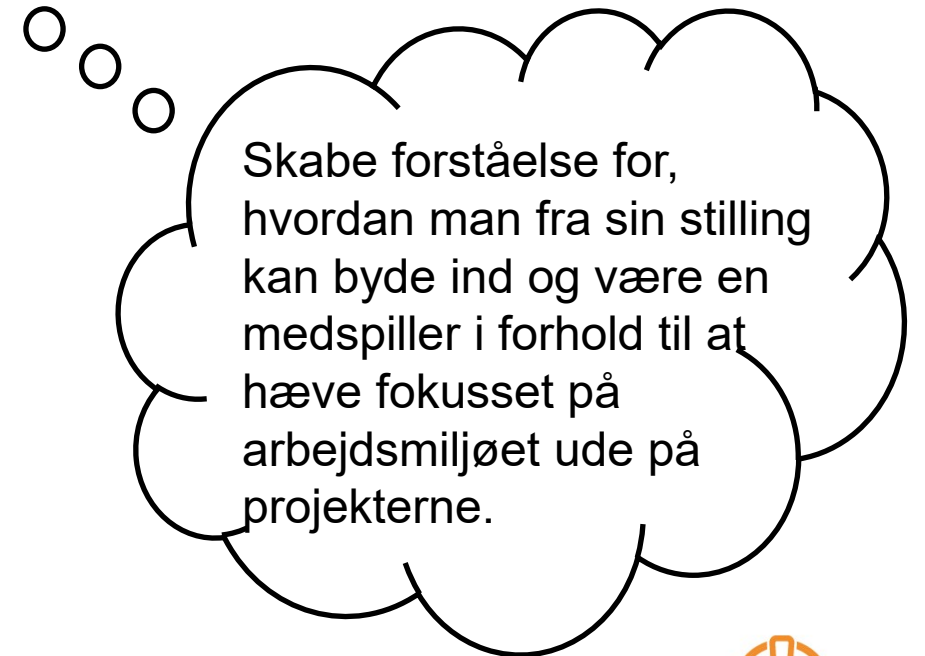 Skabe forståelse for,
hvordan man fra sin stilling
kan byde ind og være en
medspiller i forhold til at
hæve fokusset på
arbejdsmiljøet ude på
projekterne.